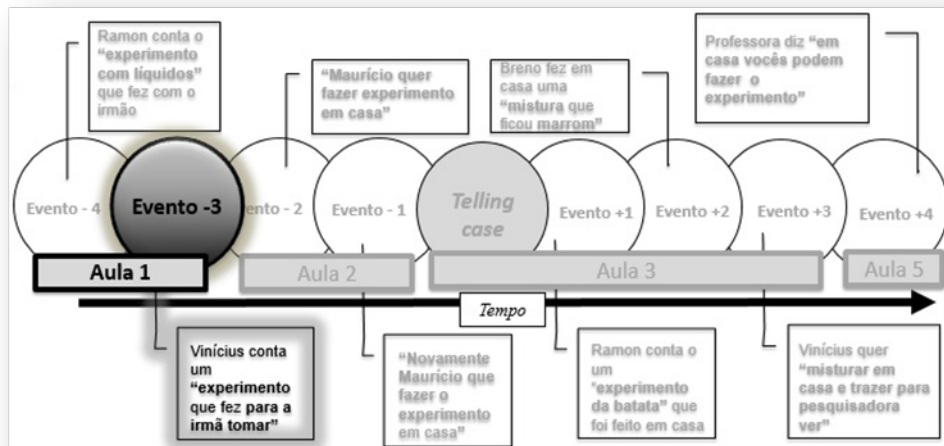 Ramon conta o
“experimento
com líquidos”
que fez com o
irmão
“Maurício quer
fazer experimento
em casa”
Breno fez em
casa uma
“mistura que
ficou marrom”
Professora diz “em
casa vocês podem
fazer o
experimento”
Evento - 4
Evento -3
ento - 2
Evento - 1
Telling
case
Evento +1
Evento +2
Evento +3
Evento +4
Aula 1
Aula 2
Aula 3
Aula 5
Tempo
Vinícius conta
um
“experimento
que fez para a
irmã tomar”
“Novamente
Maurício que
fazer o
experimento
em casa”
Ramon conta o
um
“experimento
da batata” que
foi feito em casa
Vinícius quer
“misturar em
casa e trazer para
pesquisadora
ver”